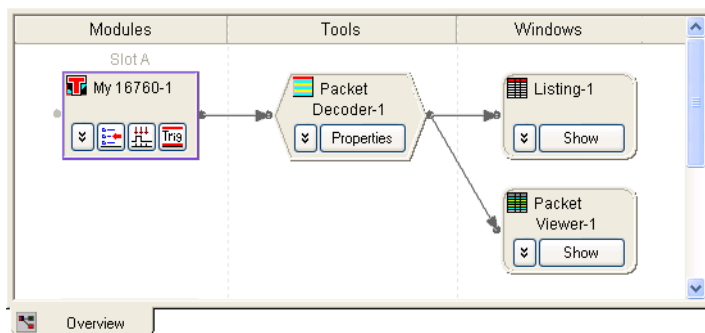 Modules
Tools
Windows
Slot A
My 16760-1
Trig
Packet
Decoder-1
Properties
Listing-1
Show
Packet
Viewer-1
Show
Overview